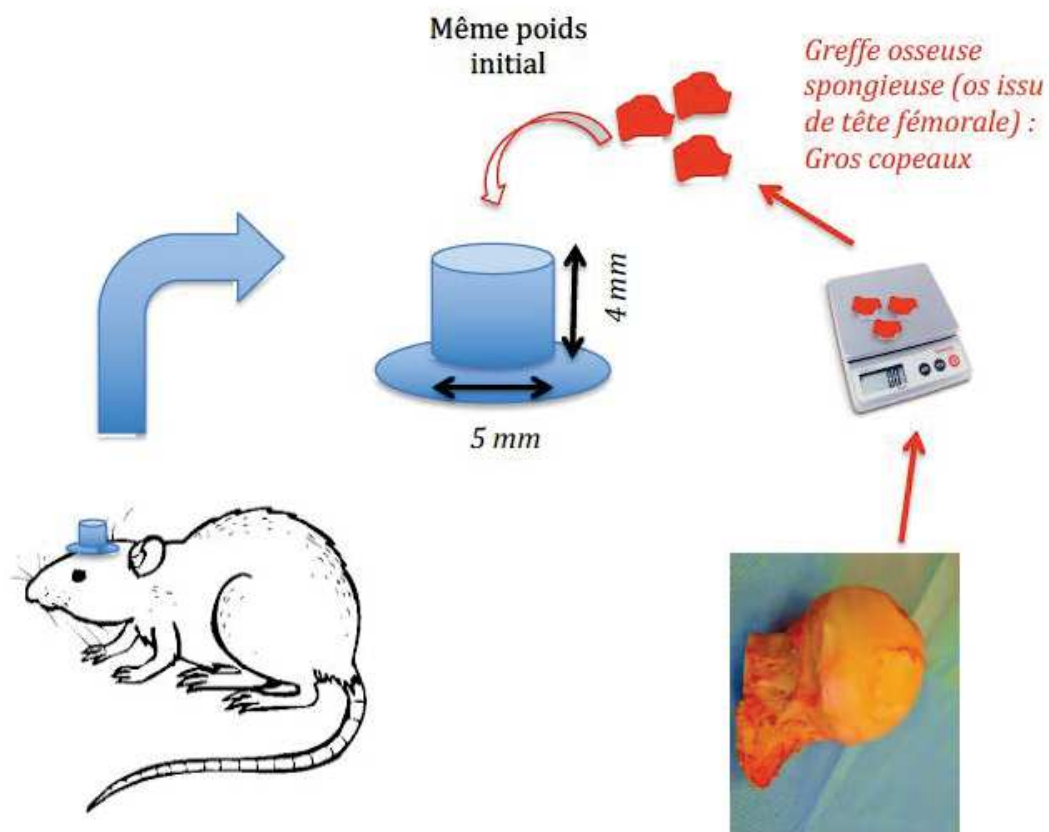 Même poids
initial
Greffe osseuse
spongieuse (os issu
de tête fémorale) :
Gros copeaux
4 mm
5 mm